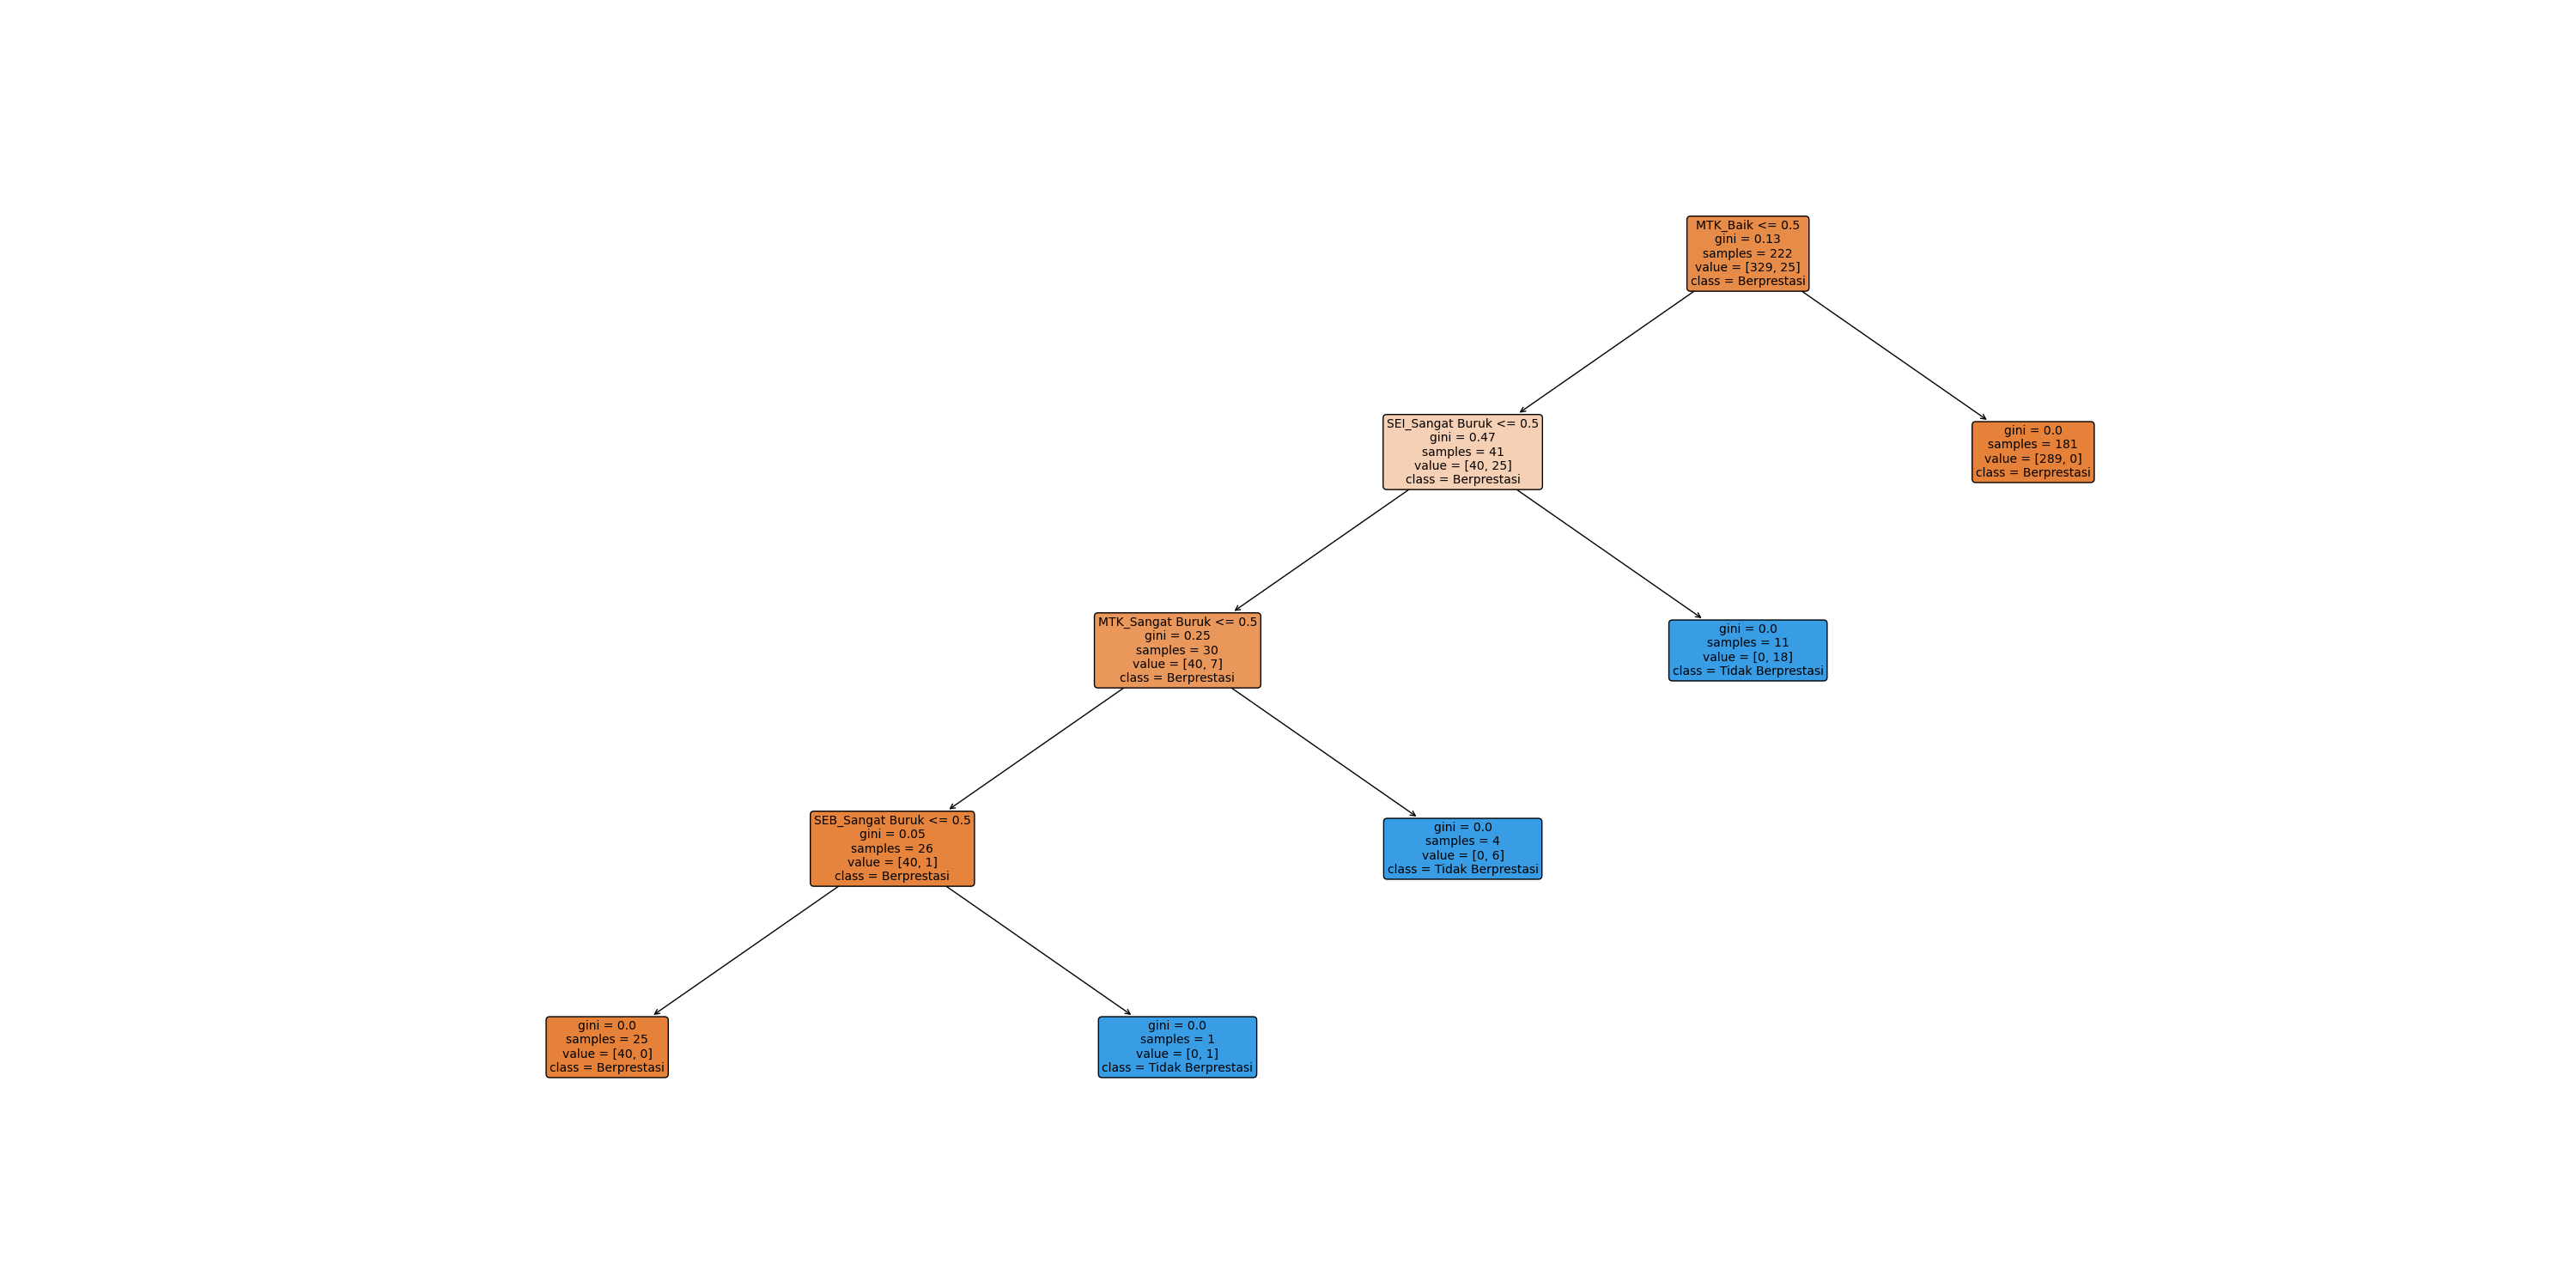 MTK_Baik <= 0.5
gini = 0.13
samples = 222
value = [329, 25]
class = Berprestasi
SEI_Sangat Buruk <= 0.5
gini = 0.47
samples = 41
value = [40, 25]
class = Berprestasi
gini = 0.0
samples = 181
value = [289, 0]
class = Berprestasi
MTK_Sangat Buruk <= 0.5
gini = 0.25
samples = 30
value = [40, 7]
class = Berprestasi
gini = 0.0
samples = 11
value = [0, 18]
class = Tidak Berprestasi
SEB_Sangat Buruk <= 0.5
gini = 0.05
samples = 26
value = [40, 1]
class = Berprestasi
gini = 0.0
samples = 4
value = [0, 6]
class = Tidak Berprestasi
gini = 0.0
samples = 25
value = [40, 0]
class = Berprestasi
gini = 0.0
samples = 1
value = [0, 1]
class = Tidak Berprestasi